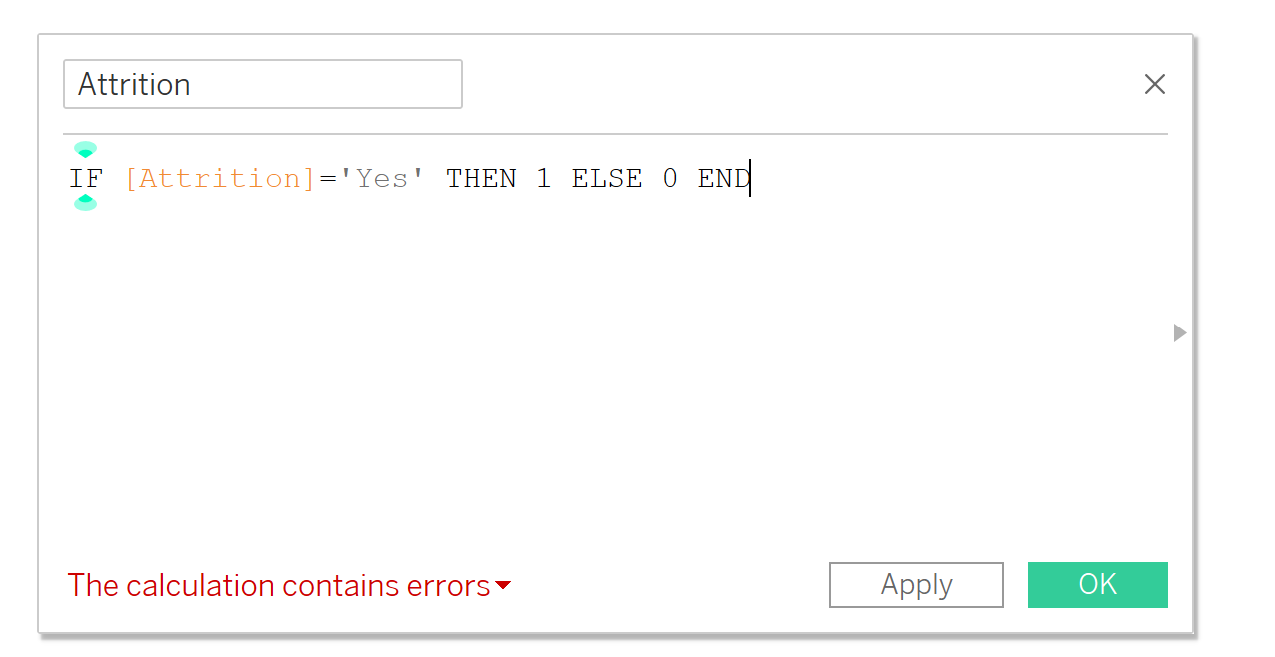 Attrition
IF [Attrition]='Yes' THEN 1 ELSE 0 END
The calculation contains errors
Apply
OK